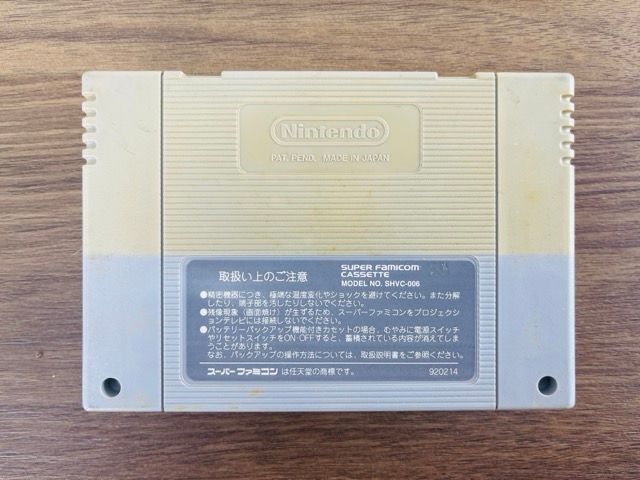 Nintendo
PAT. PEND. MADE IN JAPAN
取扱い上のご注意
SUPER FAMICOM
CASSETTE
MODEL NO. SHVC-006
●精密機器につき、極端な温度変化やショックを避けてください。また分解
したり、端子部を汚したりしないでください。
●残像現象（画面焼け）が生ずるため、スーパーファミコンをプロジェクション
テレビには接続しないでください。
●バッテリーバックアップ機能付きカセットの場合、むやみに電源スイッチ
やリセットスイッチをON・OFFすると、蓄積されている内容が消えてしま
うことがあります。
なお、バックアップの操作方法については、取扱説明書をご参照ください。
スーパーファミコン は任天堂の商標です。
920214